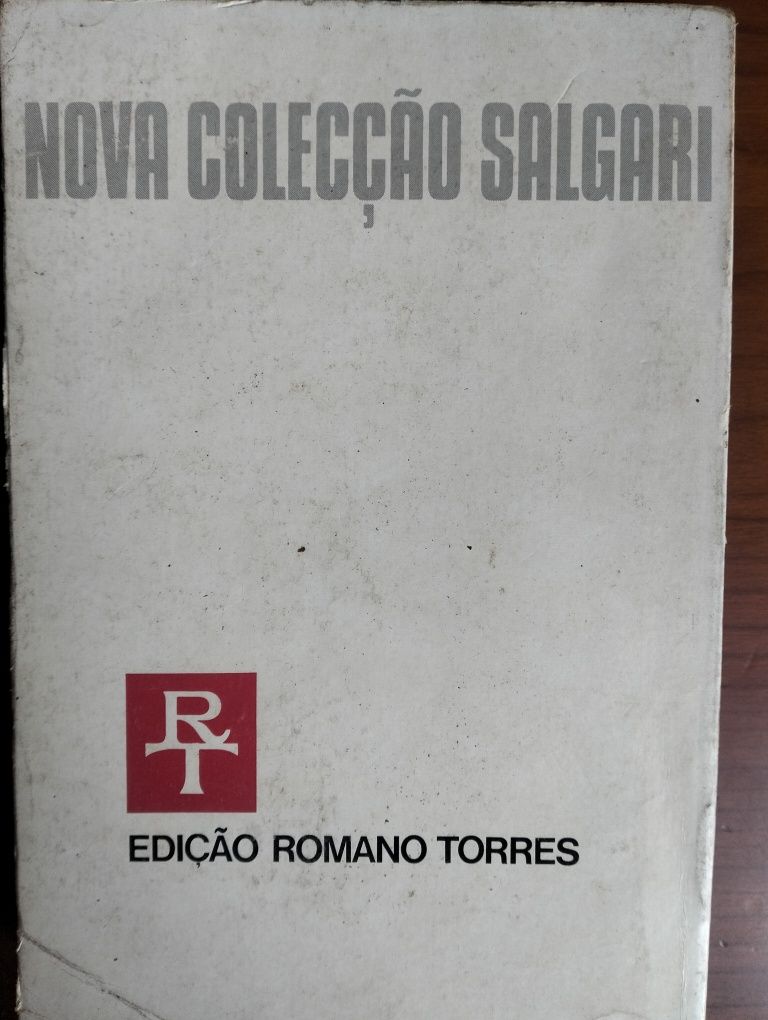 NOVA COLECÇÃO SALGARI
RT
EDIÇÃO ROMANO TORRES